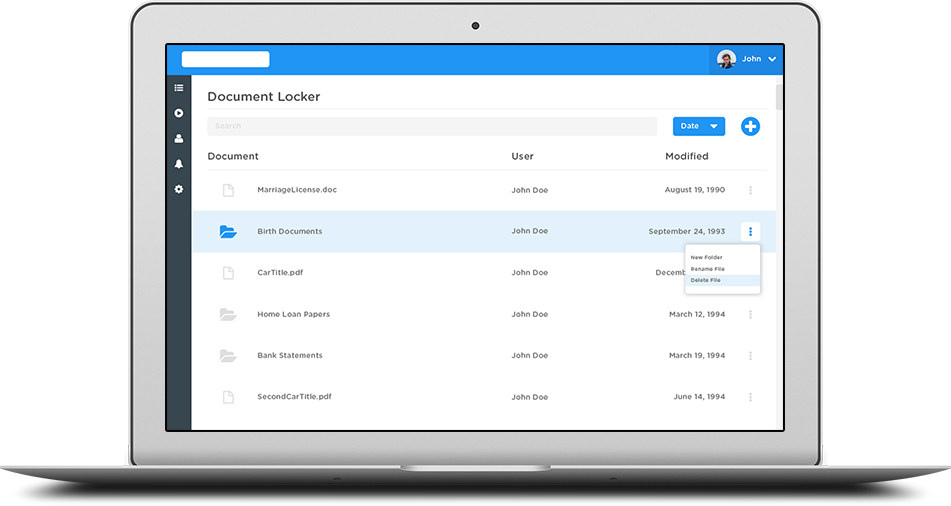 John
Document Locker
Search
Date
Document User Modified
MarriageLicense.doc John Doe August 19, 1990
Birth Documents John Doe September 24, 1993
New Folder
Rename File
Delete File
CarTitle.pdf John Doe
Home Loan Papers John Doe March 12, 1994
Bank Statements John Doe March 19, 1994
SecondCarTitle.pdf John Doe June 14, 1994